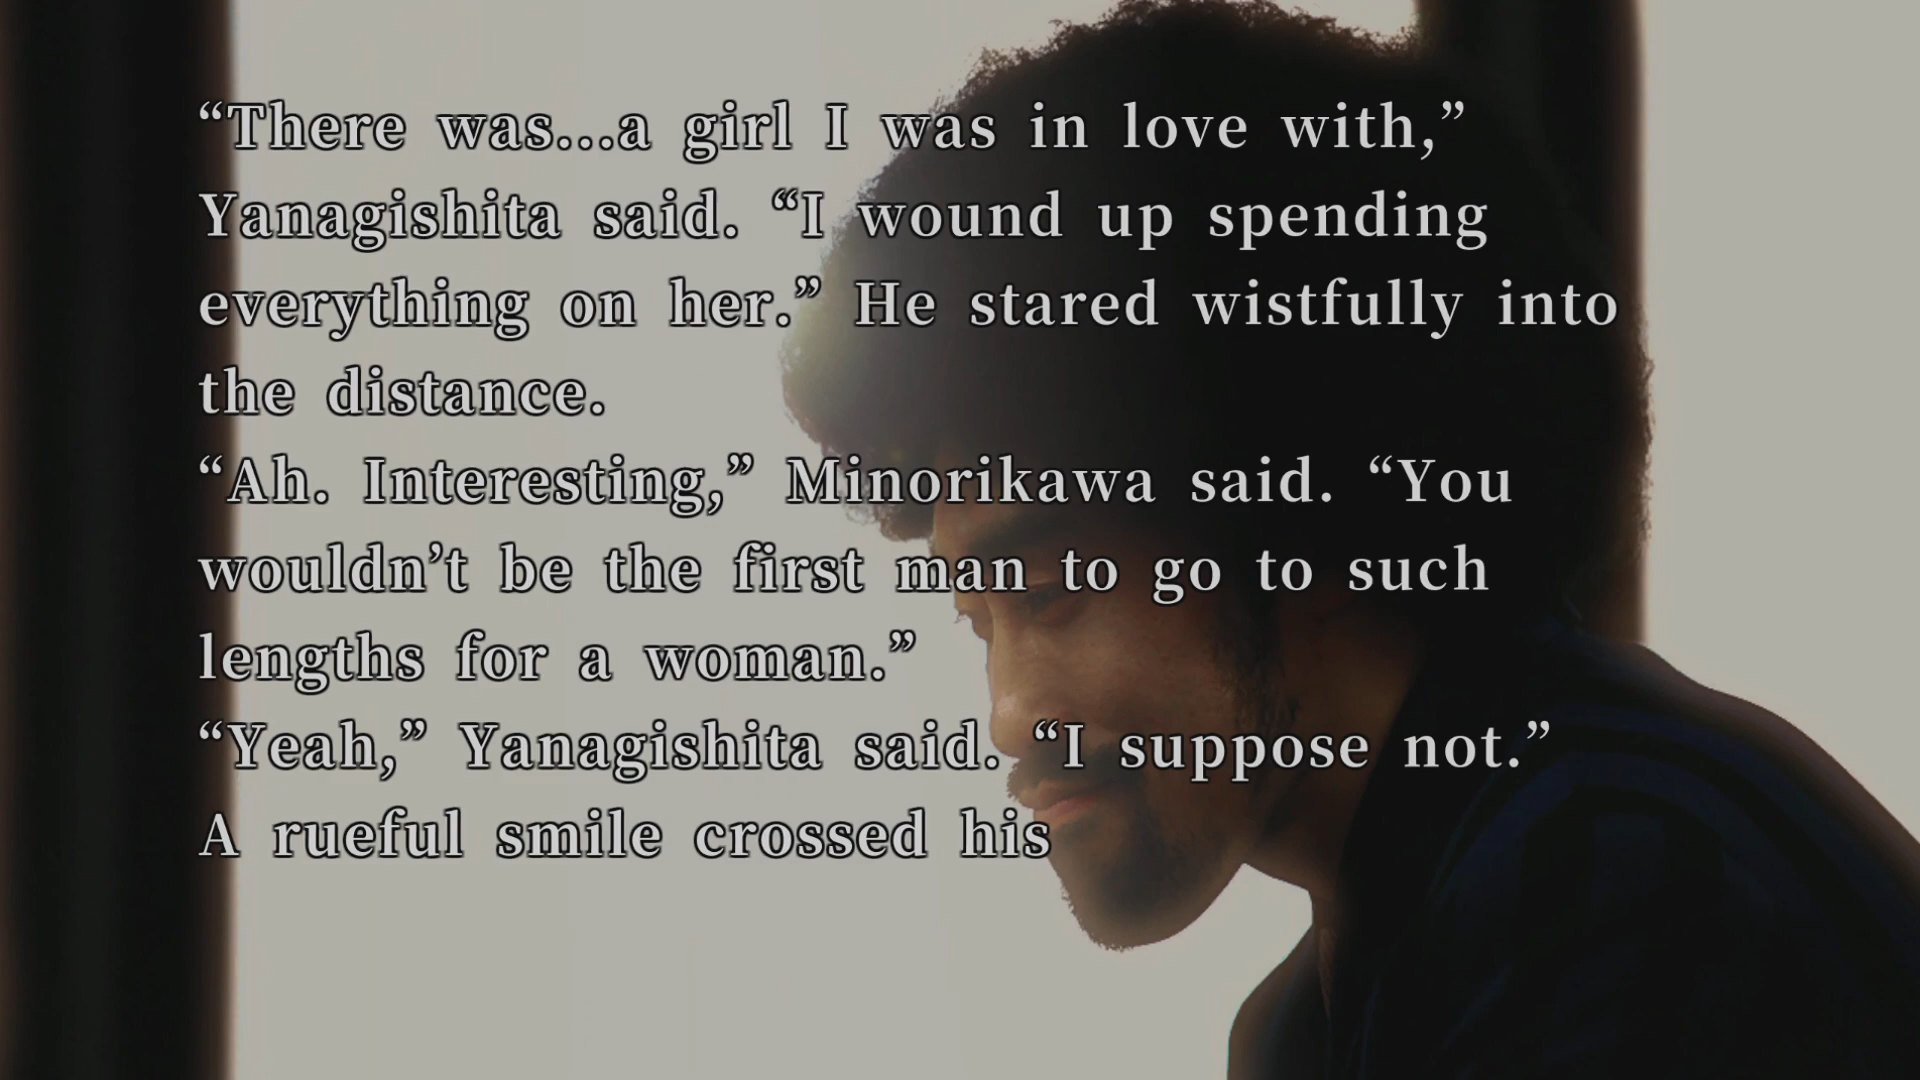 “There was...a girl I was in love with,”
Yanagishita said. “I wound up spending
everything on her.” He stared wistfully into
the distance.
“Ah. Interesting,” Minorikawa said. “You
wouldn’t be the first man to go to such
lengths for a woman.”
“Yeah,” Yanagishita said. “I suppose not.”
A rueful smile crossed his